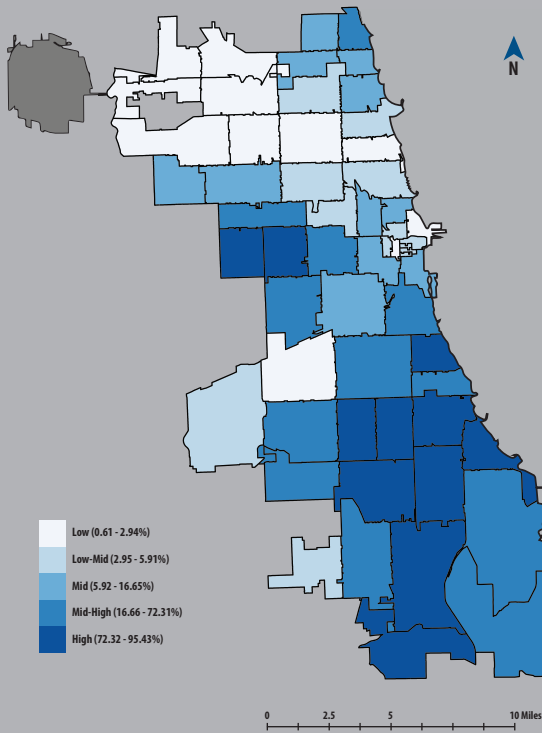 N
Low (0.61 - 2.94%)
Low-Mid (2.95 - 5.91%)
Mid (5.92 - 16.65%)
Mid-High (16.66 - 72.31%)
High (72.32 - 95.43%)
0 2.5 5 10 Miles